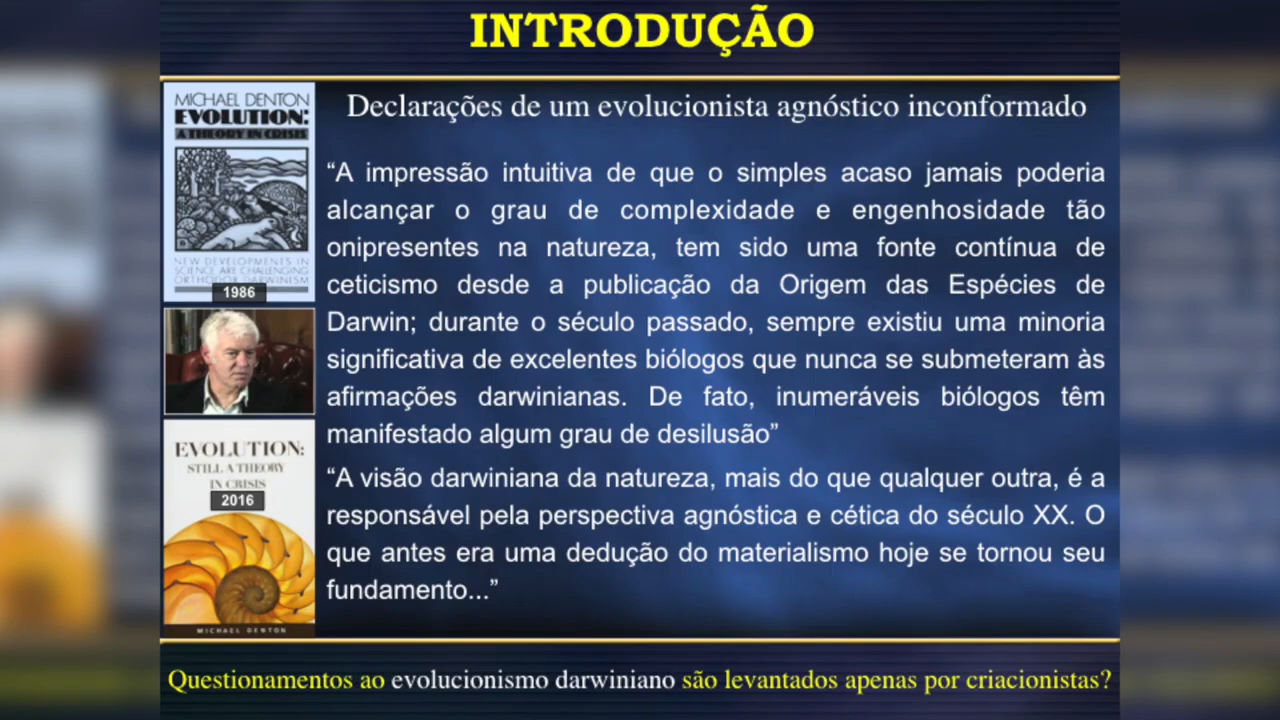 INTRODUÇÃO
MICHAEL DENTON
EVOLUTION:
A THEORY IN CRISIS
NEW DEVELOPMENTS IN
SCIENCE ARE CHALLENGING
ORTHODOX DARWINISM
1986
EVOLUTION:
STILL A THEORY
IN CRISIS
2016
MICHAEL DENTON
Declarações de um evolucionista agnóstico inconformado
“A impressão intuitiva de que o simples acaso jamais poderia
alcançar o grau de complexidade e engenhosidade tão
onipresentes na natureza, tem sido uma fonte contínua de
ceticismo desde a publicação da Origem das Espécies de
Darwin; durante o século passado, sempre existiu uma minoria
significativa de excelentes biólogos que nunca se submeteram às
afirmações darwinianas. De fato, inumeráveis biólogos têm
manifestado algum grau de desilusão”
“A visão darwiniana da natureza, mais do que qualquer outra, é a
responsável pela perspectiva agnóstica e cética do século XX. O
que antes era uma dedução do materialismo hoje se tornou seu
fundamento...”
Questionamentos ao evolucionismo darwiniano são levantados apenas por criacionistas?